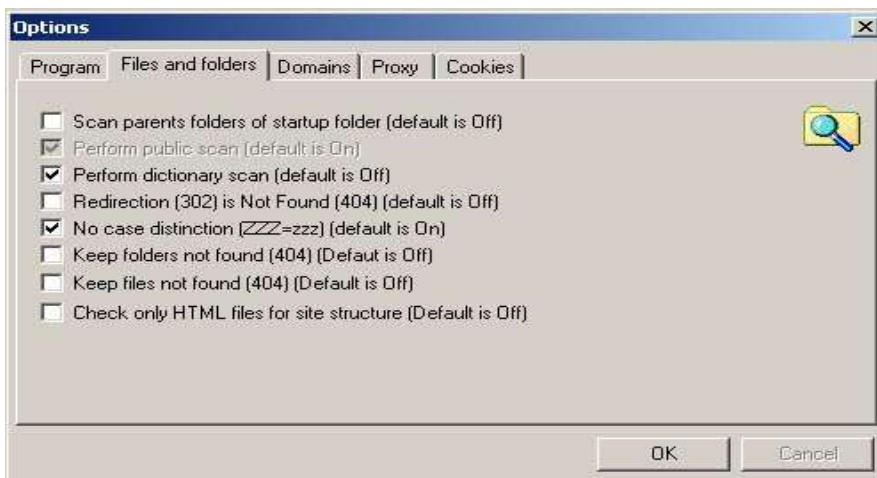 Options
Program Files and folders Domains Proxy Cookies
Scan parents folders of startup folder (default is Off)
Perform public scan (default is On)
Perform dictionary scan (default is Off)
Redirection (302) is Not Found (404) (default is Off)
No case distinction (ZZZ=zzz) (default is On)
Keep folders not found (404) (Defaut is Off)
Keep files not found (404) (Default is Off)
Check only HTML files for site structure (Default is Off)
OK Cancel